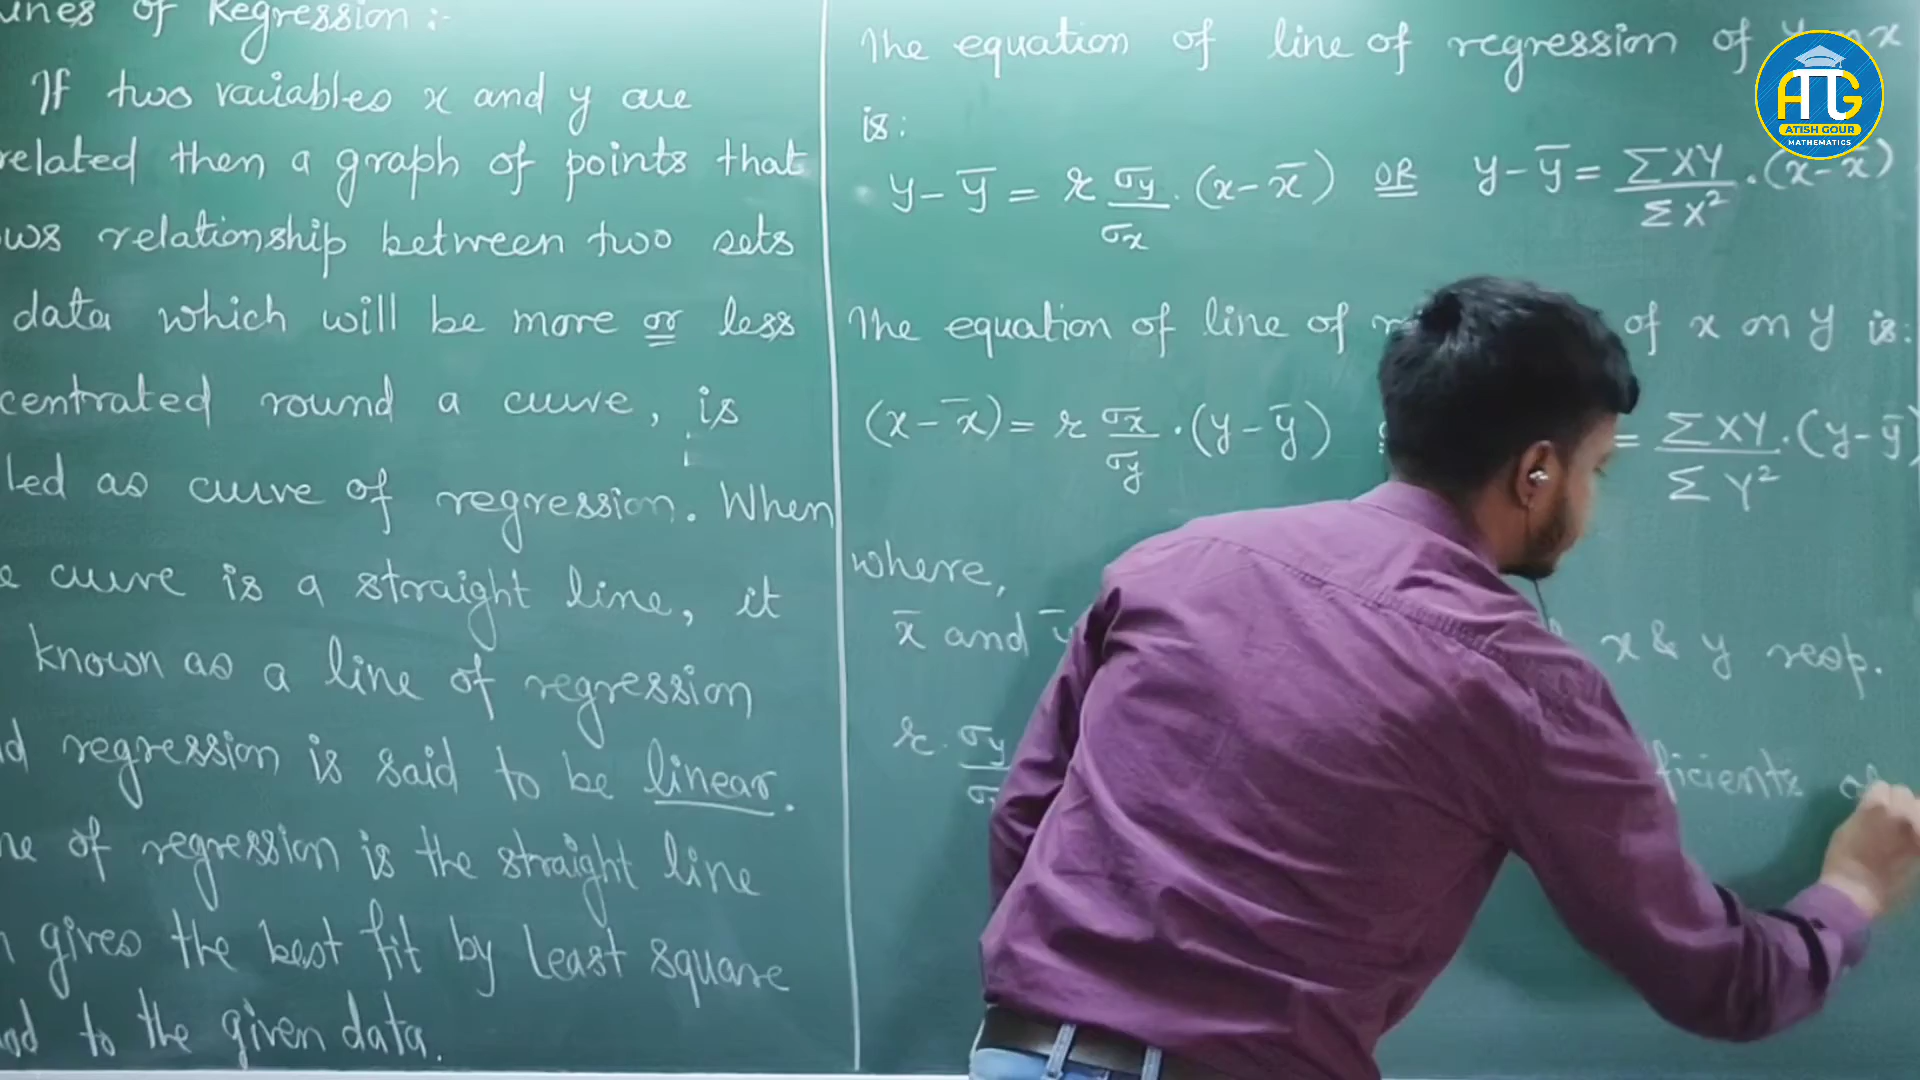 of Regression :-
If two variables x and y are
related then a graph of points that
relationship between two sets
data which will be more or less
centrated round a curve, is
led as curve of regression. When
curve is a straight line, it
known as a line of regression
regression is said to be linear.
of regression is the straight line
gives the best fit by least square
to the given data.
The equation of line of regression of x
is:
y - ȳ = r σy/σx . (x - x̄) OR y - ȳ = ΣXY/ΣX² . (x - x̄)
The equation of line of of x on y is:
(x - x̄) = r σx/σy . (y - ȳ) = ΣXY/ΣY² . (y - ȳ)
where,
x̄ and x & y resp.
r. σy ficients
ATG
ATISH GOUR
MATHEMATICS